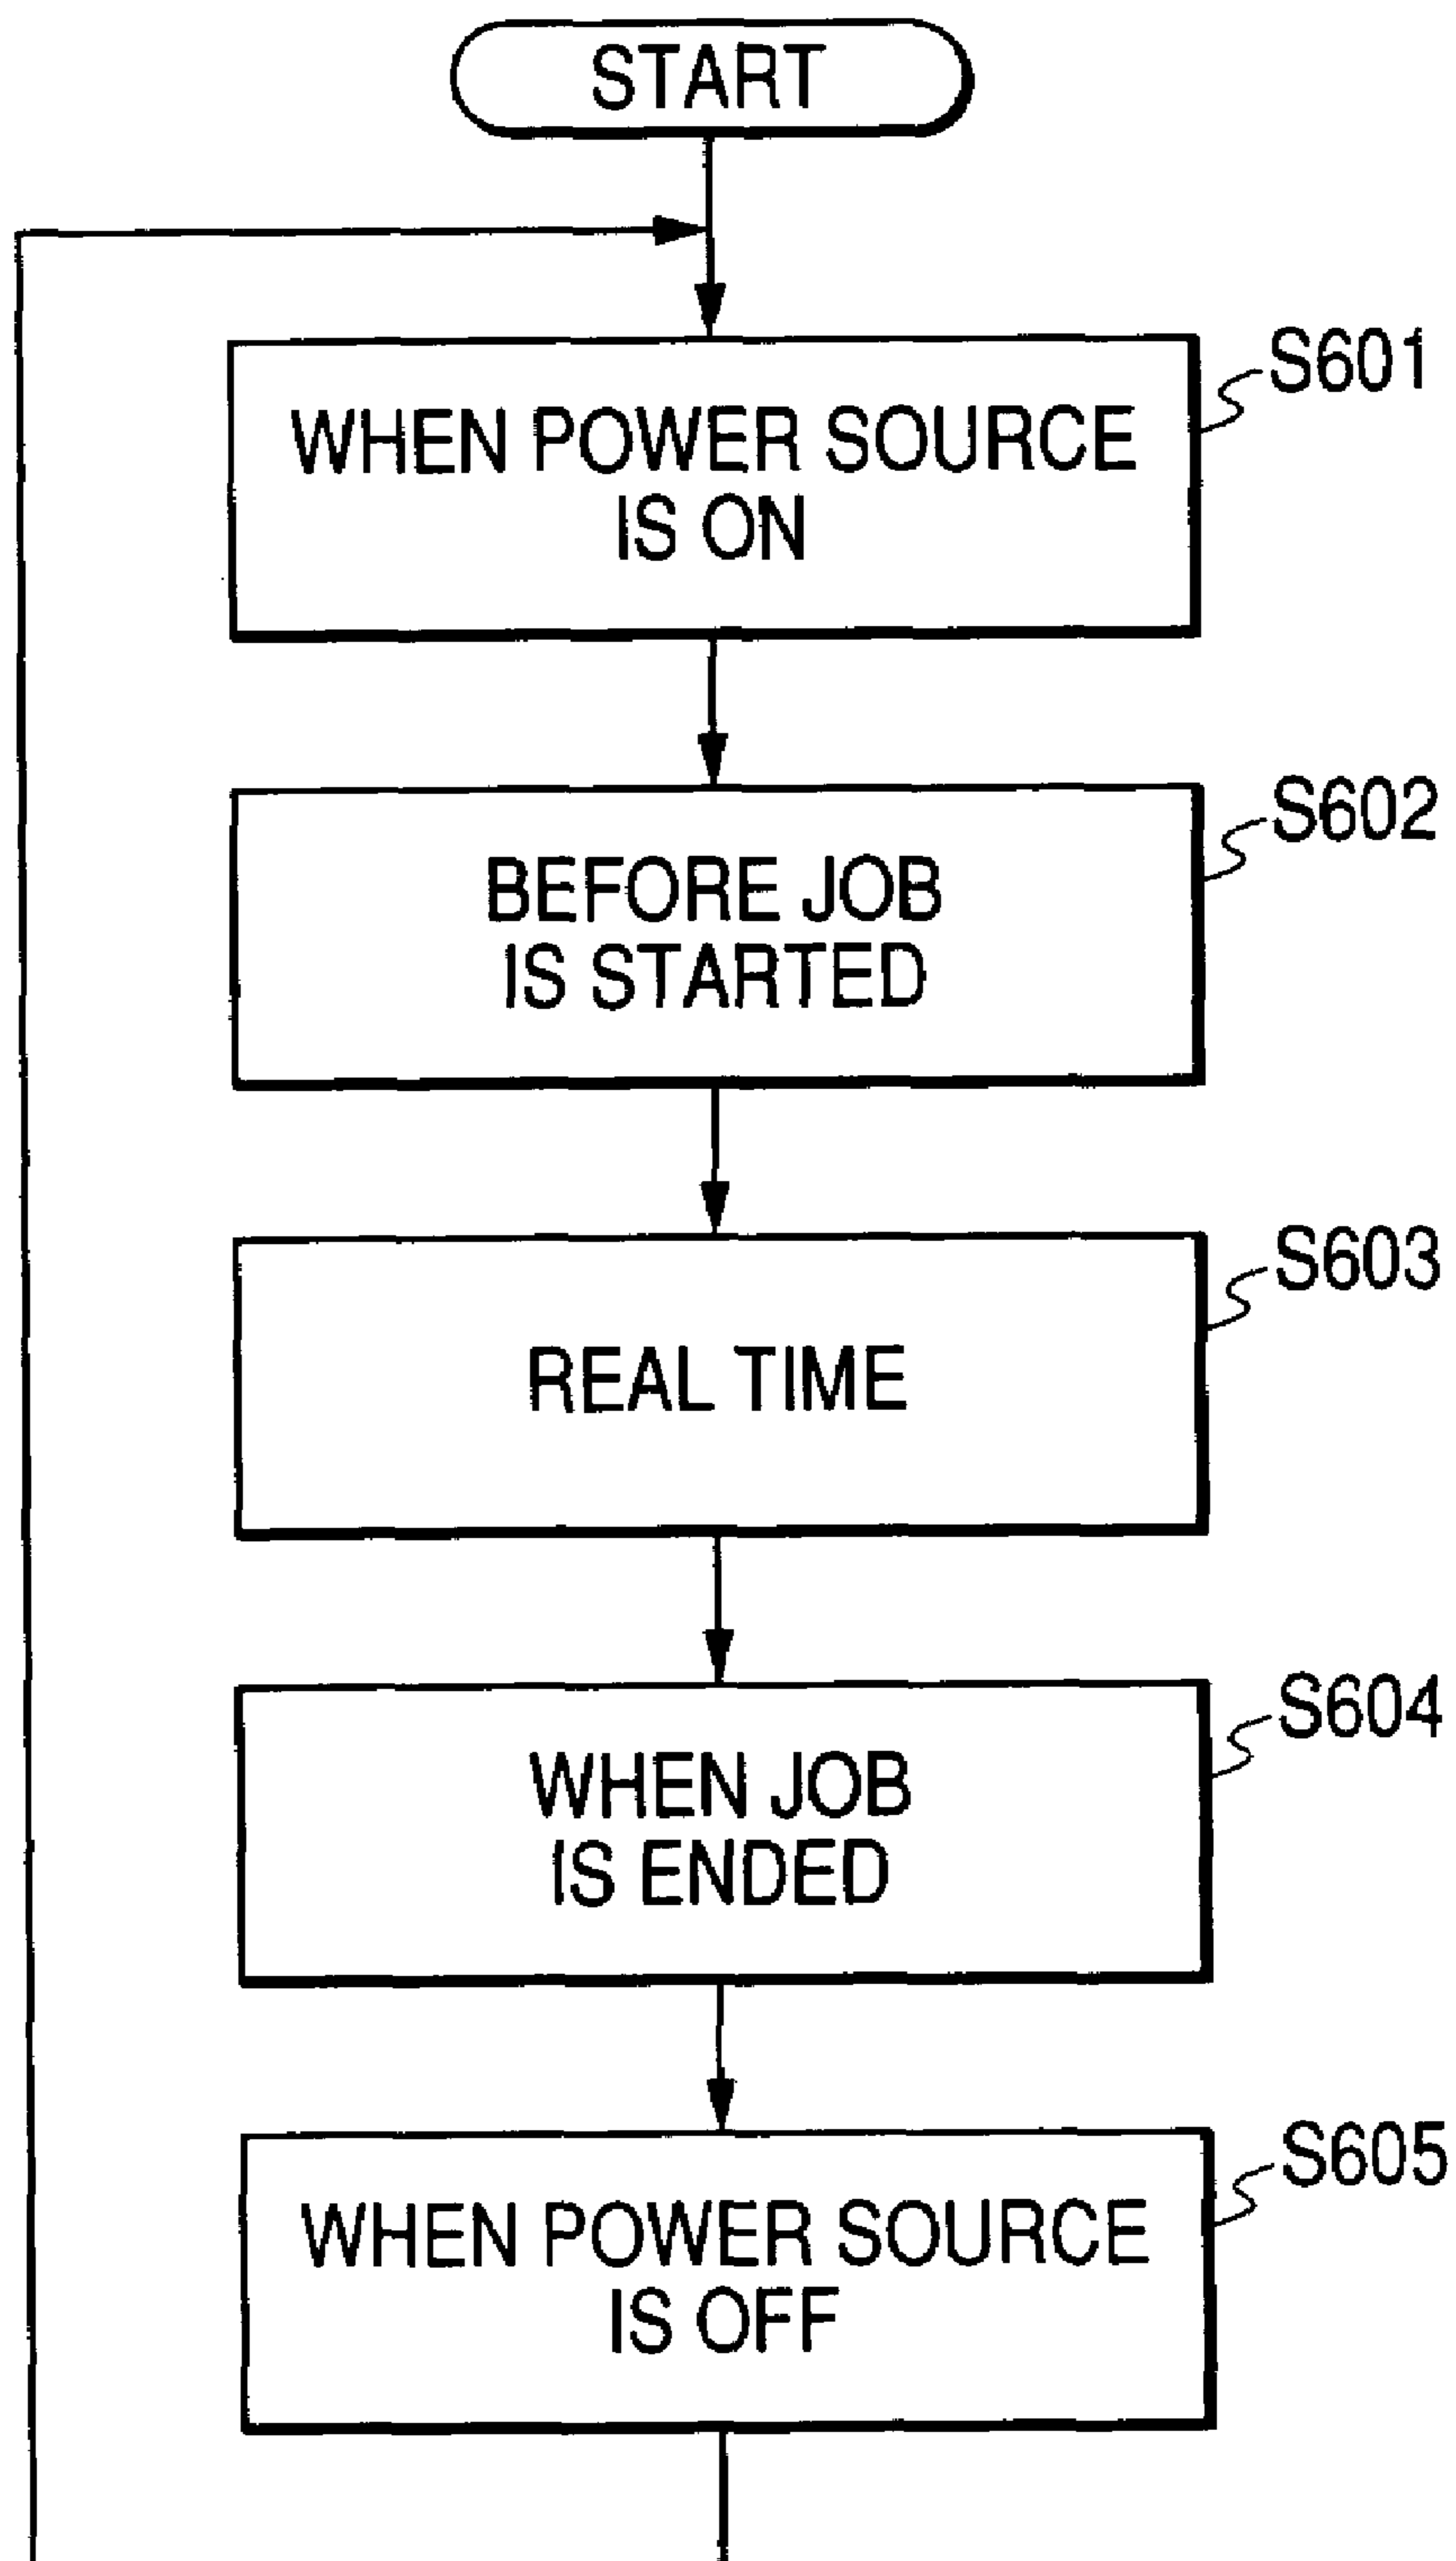 START
S601
WHEN POWER SOURCE
IS ON
S602
BEFORE JOB
IS STARTED
S603
REAL TIME
S604
WHEN JOB
IS ENDED
S605
WHEN POWER SOURCE
IS OFF